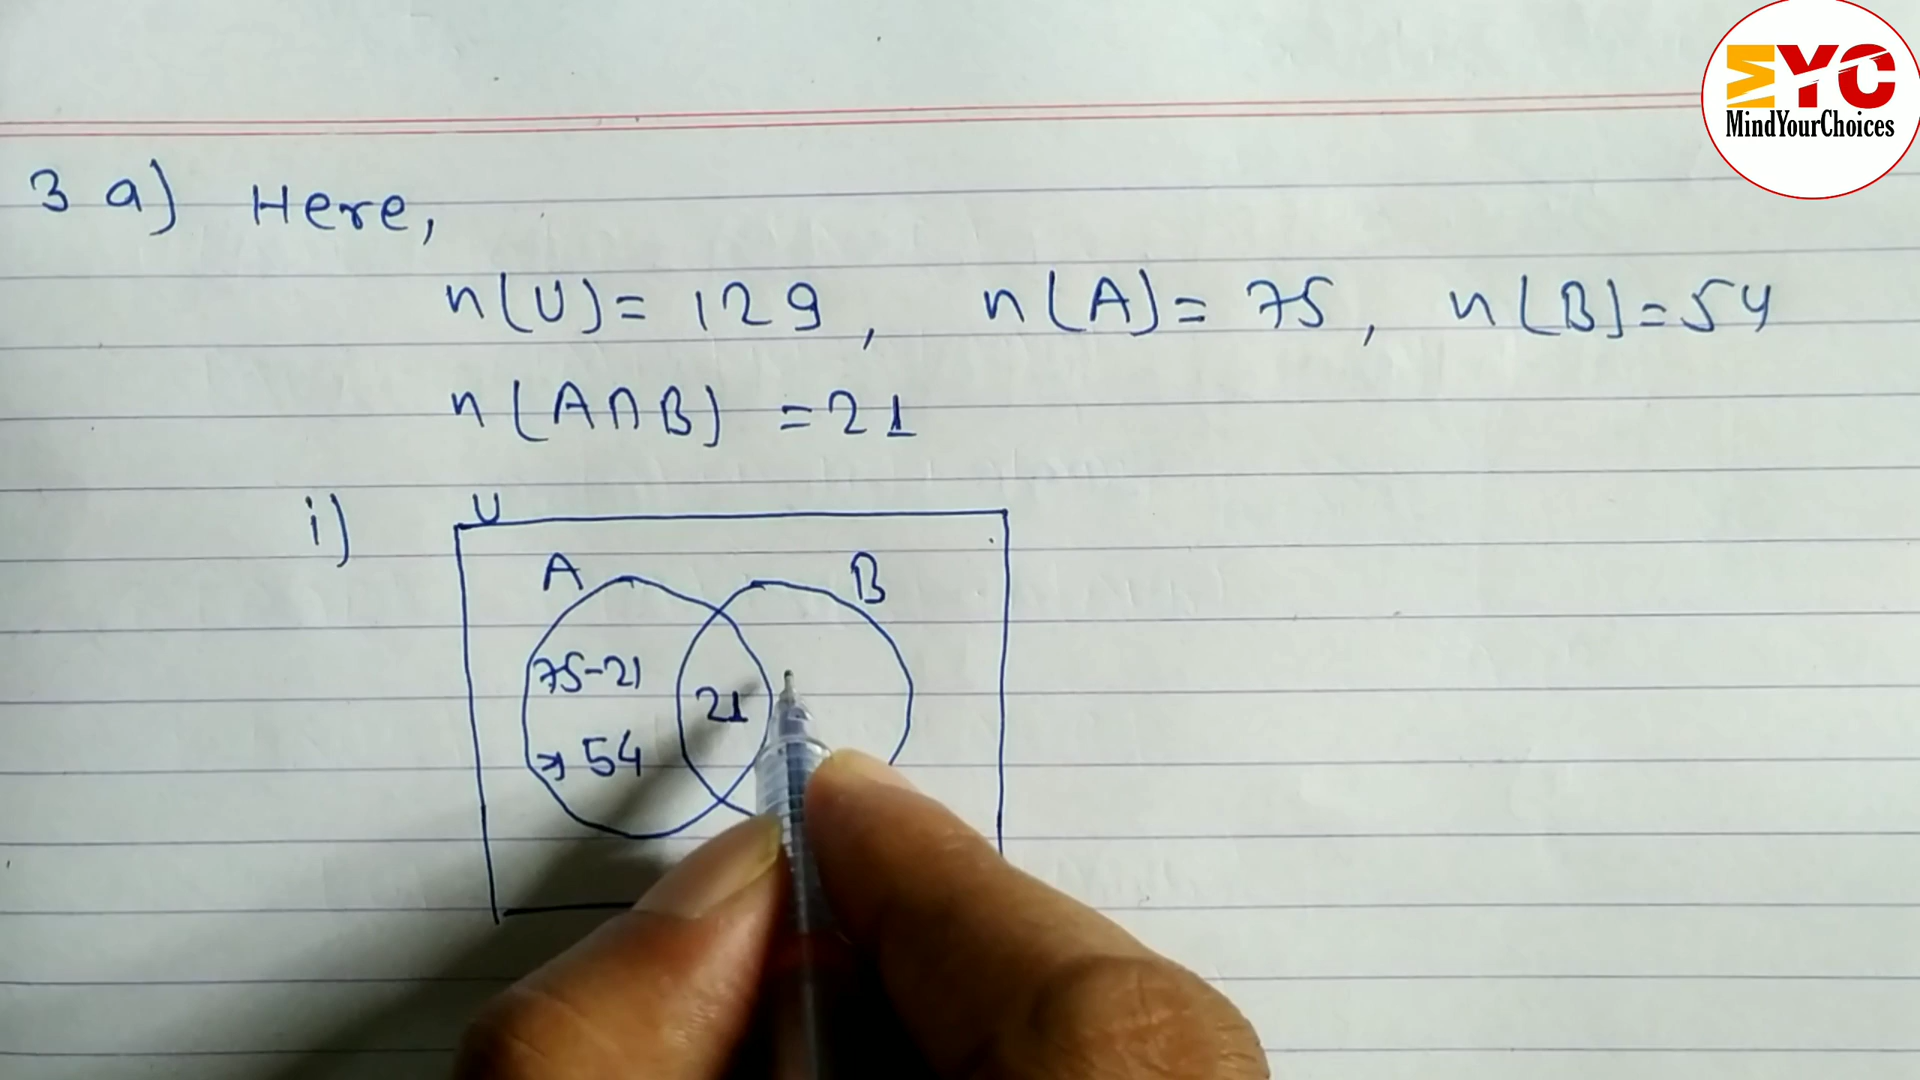 MYC
MindYourChoices
3 a) Here,
n(U) = 129, n(A) = 75, n(B) = 54
n(A∩B) = 21
i)
U
A B
75-21
21
→ 54